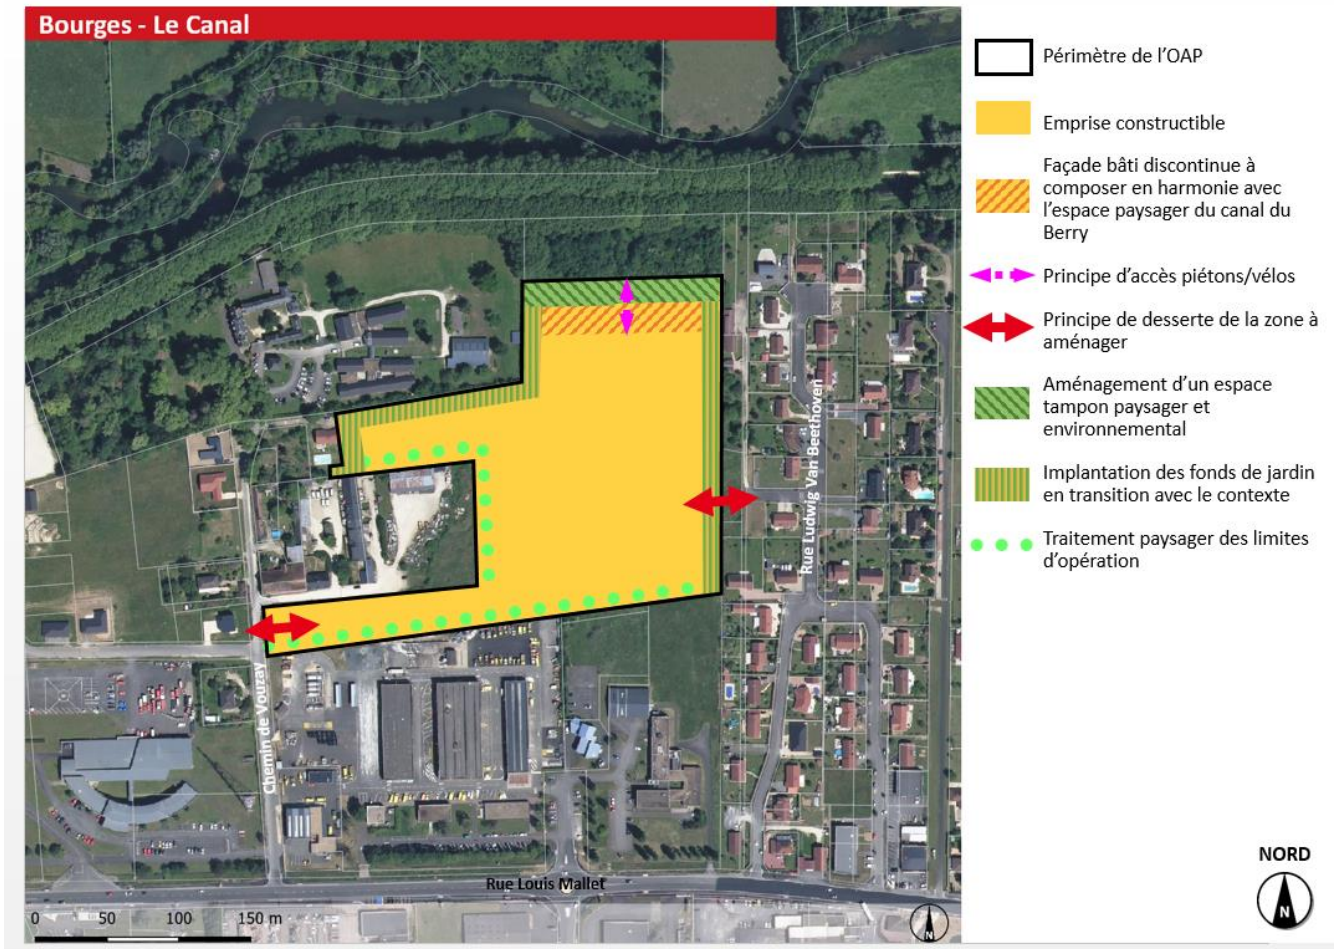 Bourges - Le Canal
Périmètre de l'OAP
Emprise constructible
Façade bâti discontinue à
composer en harmonie avec
l'espace paysager du canal du
Berry
Principe d'accès piétons/vélos
Principe de desserte de la zone à
aménager
Aménagement d'un espace
tampon paysager et
environnemental
Implantation des fonds de jardin
en transition avec le contexte
Traitement paysager des limites
d'opération
Rue Ludwig Van Beethoven
Chemin de Vouzay
Rue Louis Mallet
0 50 100 150 m
N
NORD
N